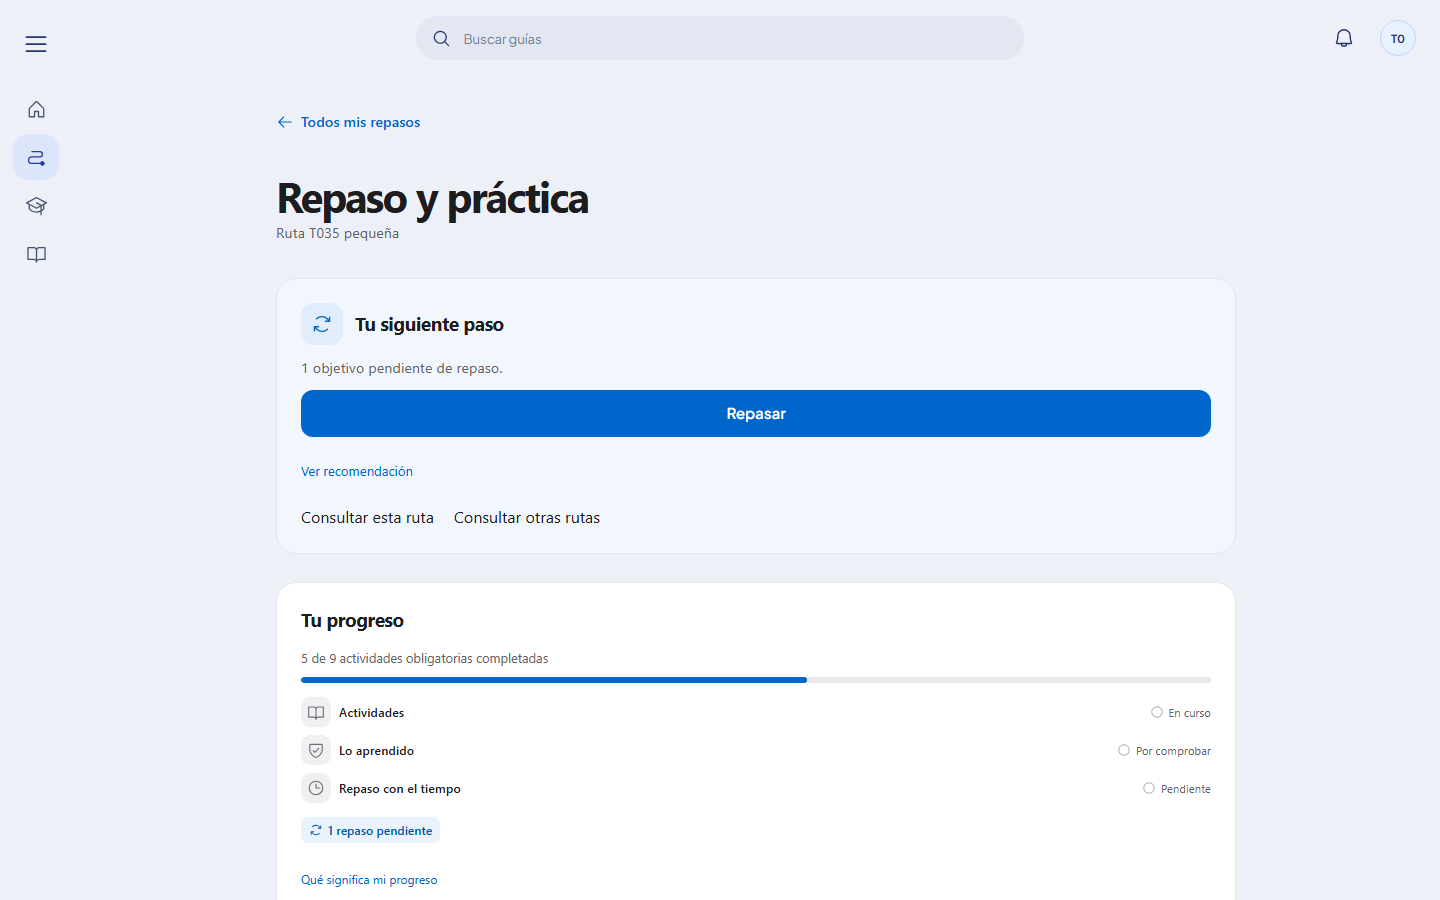 Buscar guías
TO
Todos mis repasos
Repaso y práctica
Ruta T035 pequeña
Tu siguiente paso
1 objetivo pendiente de repaso.
Repasar
Ver recomendación
Consultar esta ruta Consultar otras rutas
Tu progreso
5 de 9 actividades obligatorias completadas
Actividades En curso
Lo aprendido Por comprobar
Repaso con el tiempo Pendiente
1 repaso pendiente
Qué significa mi progreso